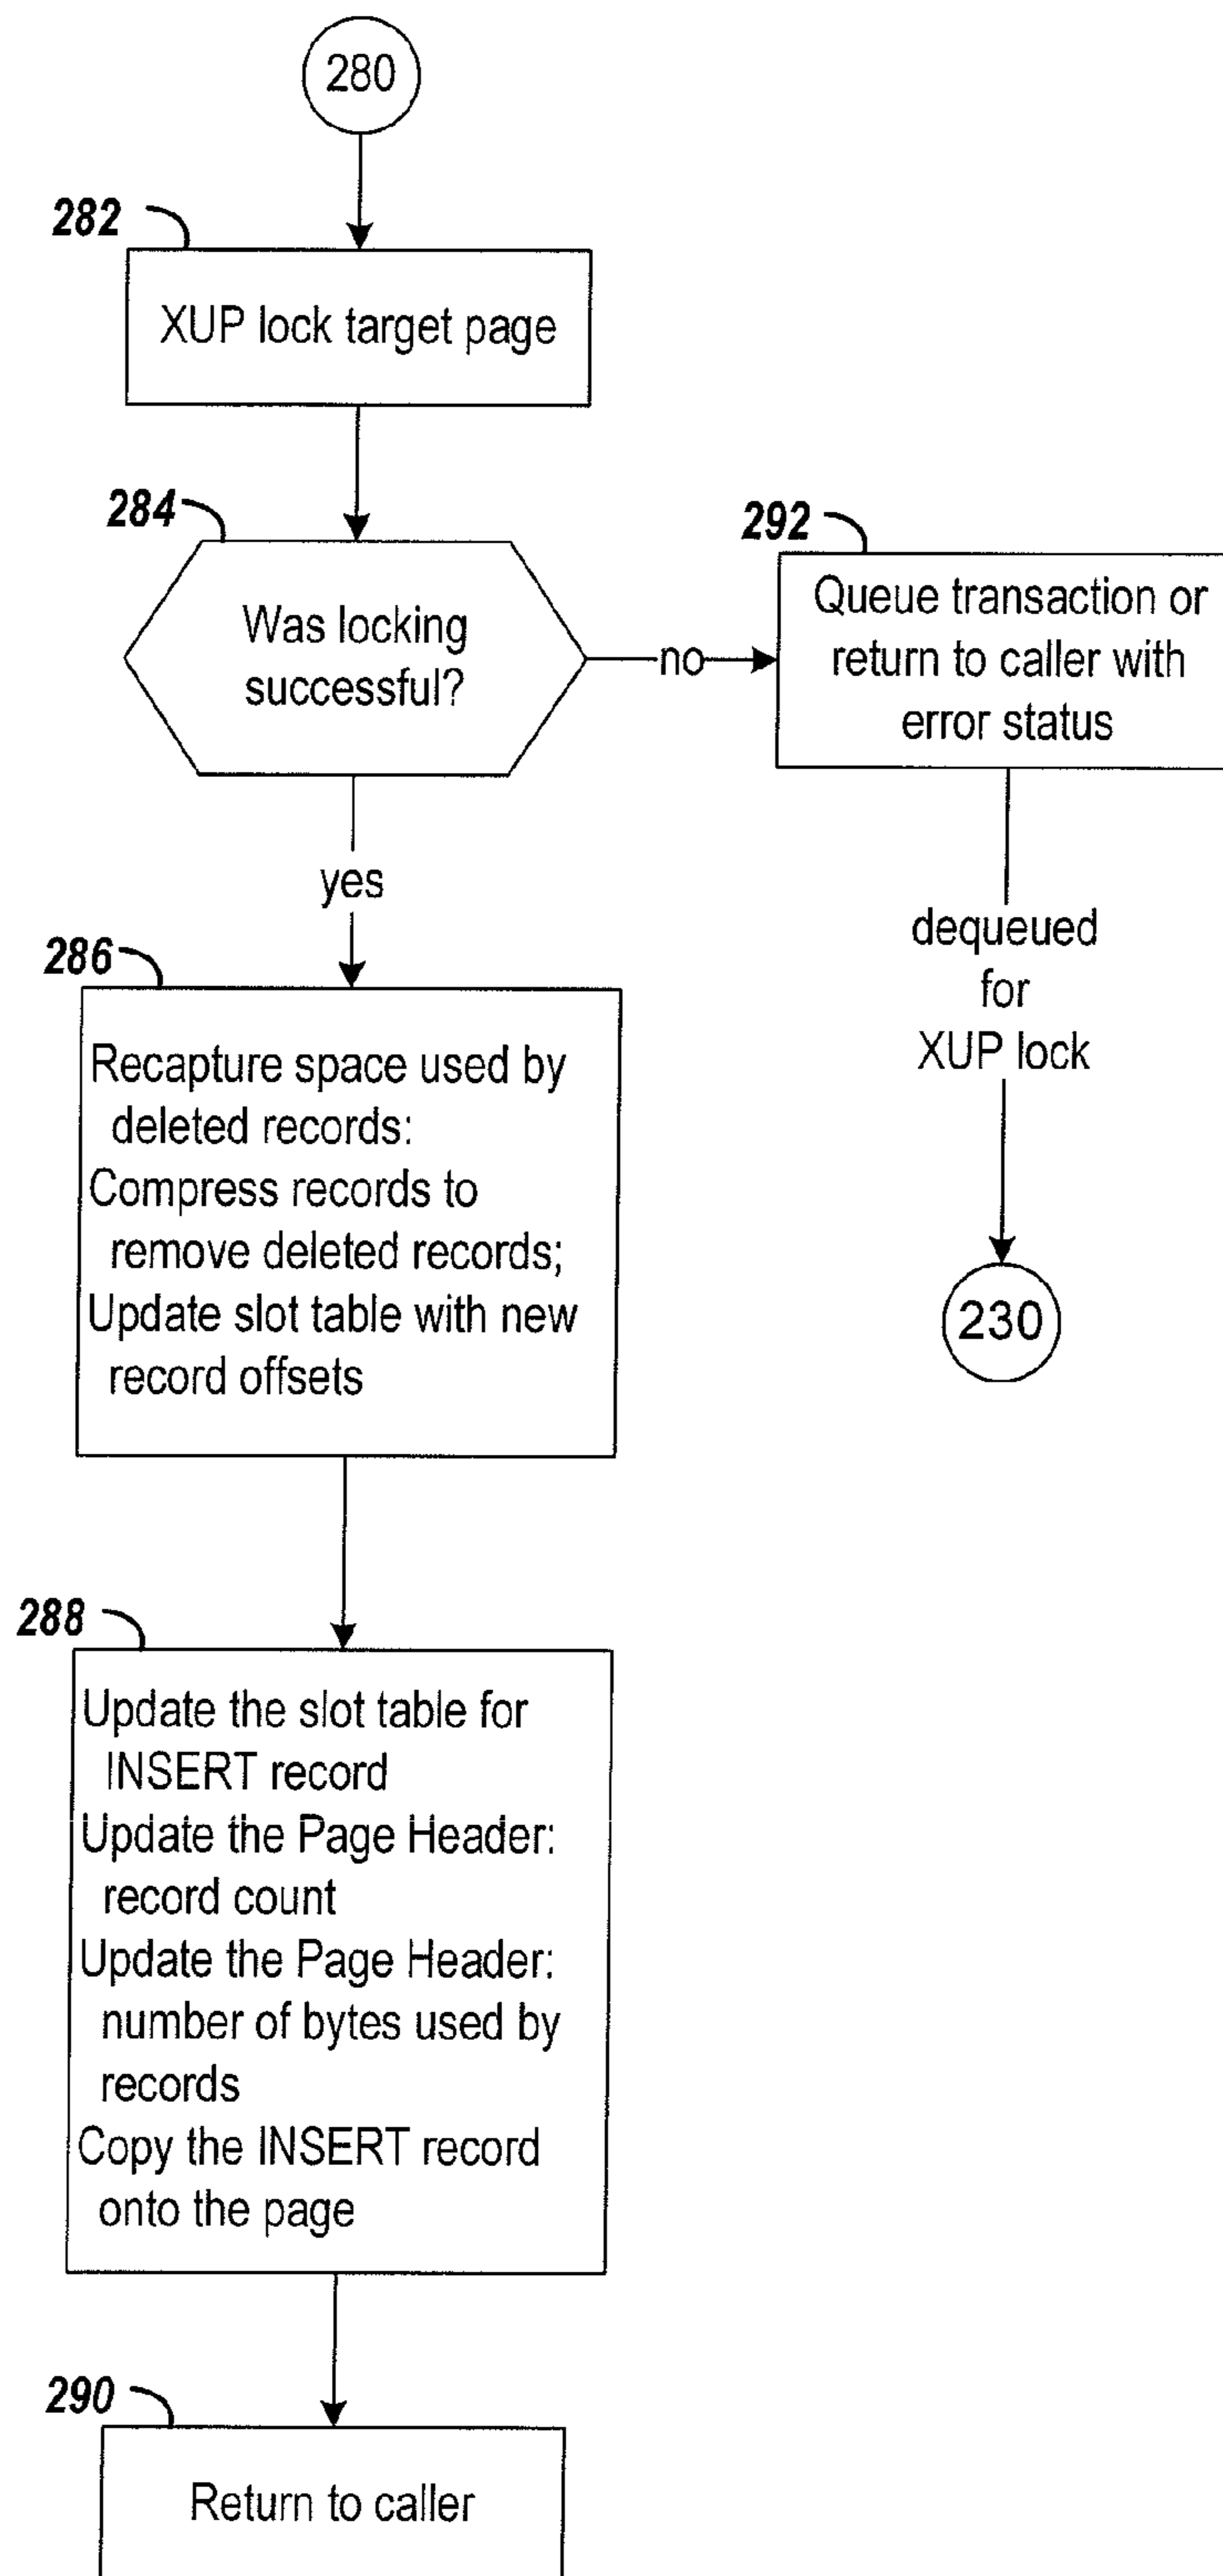 280
282
XUP lock target page
284
Was locking
successful?
no
292
Queue transaction or
return to caller with
error status
yes
dequeued
for
XUP lock
230
286
Recapture space used by
deleted records:
Compress records to
remove deleted records;
Update slot table with new
record offsets
288
Update the slot table for
INSERT record
Update the Page Header:
record count
Update the Page Header:
number of bytes used by
records
Copy the INSERT record
onto the page
290
Return to caller